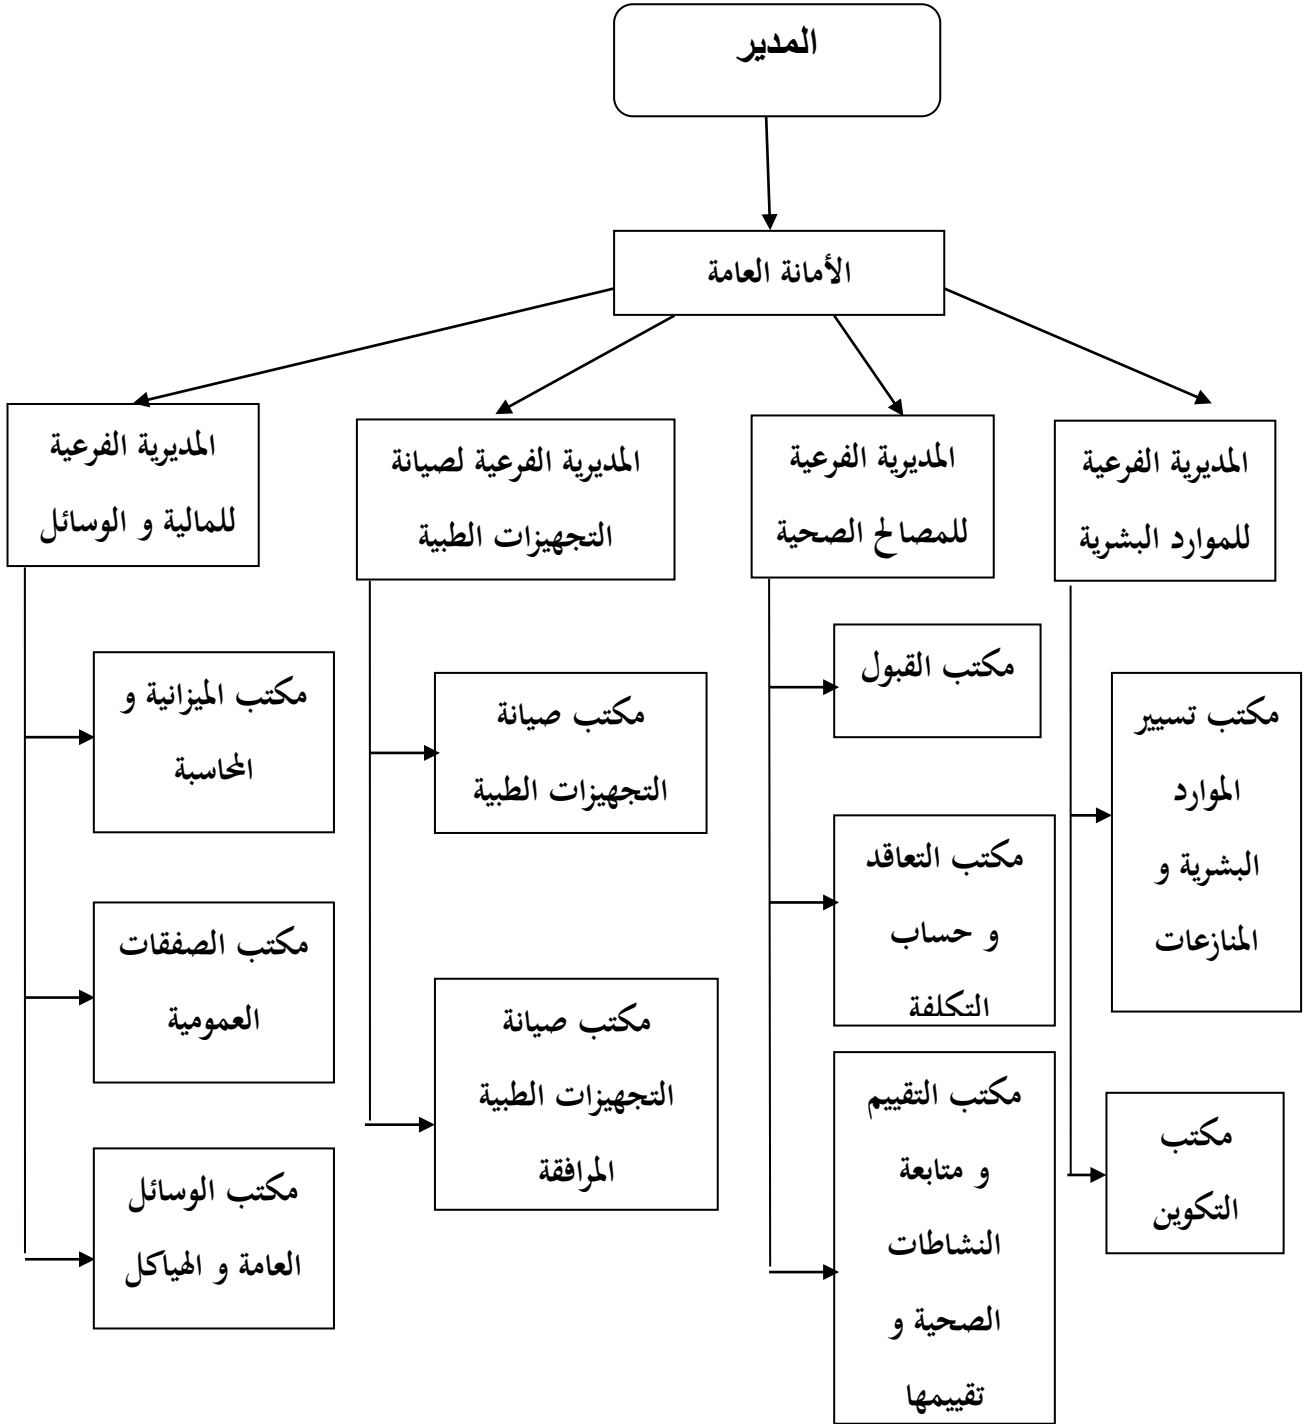 المدير
الأمانة العامة
المديرية الفرعية
للموارد البشرية
المديرية الفرعية
للمصالح الصحية
المديرية الفرعية لصيانة
التجهيزات الطبية
المديرية الفرعية
للمالية و الوسائل
مكتب تسيير
الموارد
البشرية و
المنازعات
مكتب
التكوين
مكتب القبول
مكتب التعاقد
و حساب
التكلفة
مكتب التقييم
و متابعة
النشاطات
الصحية و
تقييمها
مكتب صيانة
التجهيزات الطبية
مكتب صيانة
التجهيزات الطبية
المرافقة
مكتب الميزانية و
المحاسبة
مكتب الصفقات
العمومية
مكتب الوسائل
العامة و الهياكل